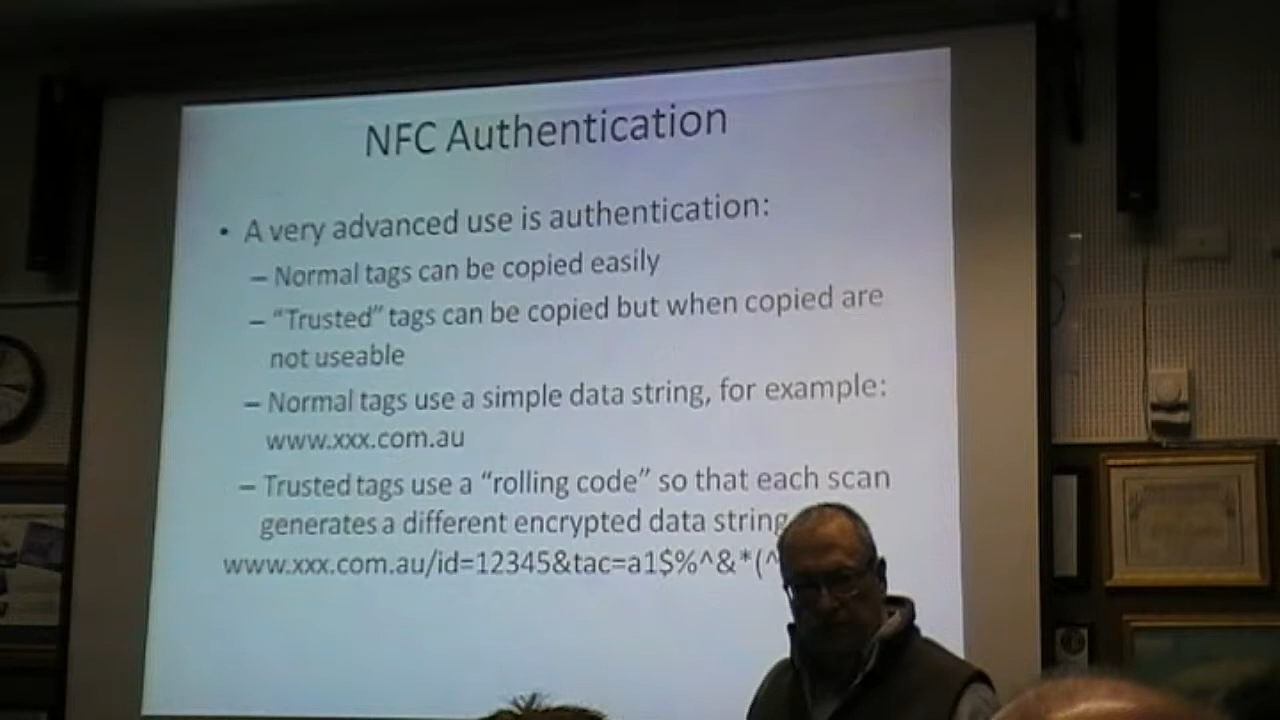 NFC Authentication
• A very advanced use is authentication:
– Normal tags can be copied easily
– "Trusted" tags can be copied but when copied are
not useable
– Normal tags use a simple data string, for example:
www.xxx.com.au
– Trusted tags use a "rolling code" so that each scan
generates a different encrypted data string
www.xxx.com.au/id=12345&tac=a1$%^&*(^